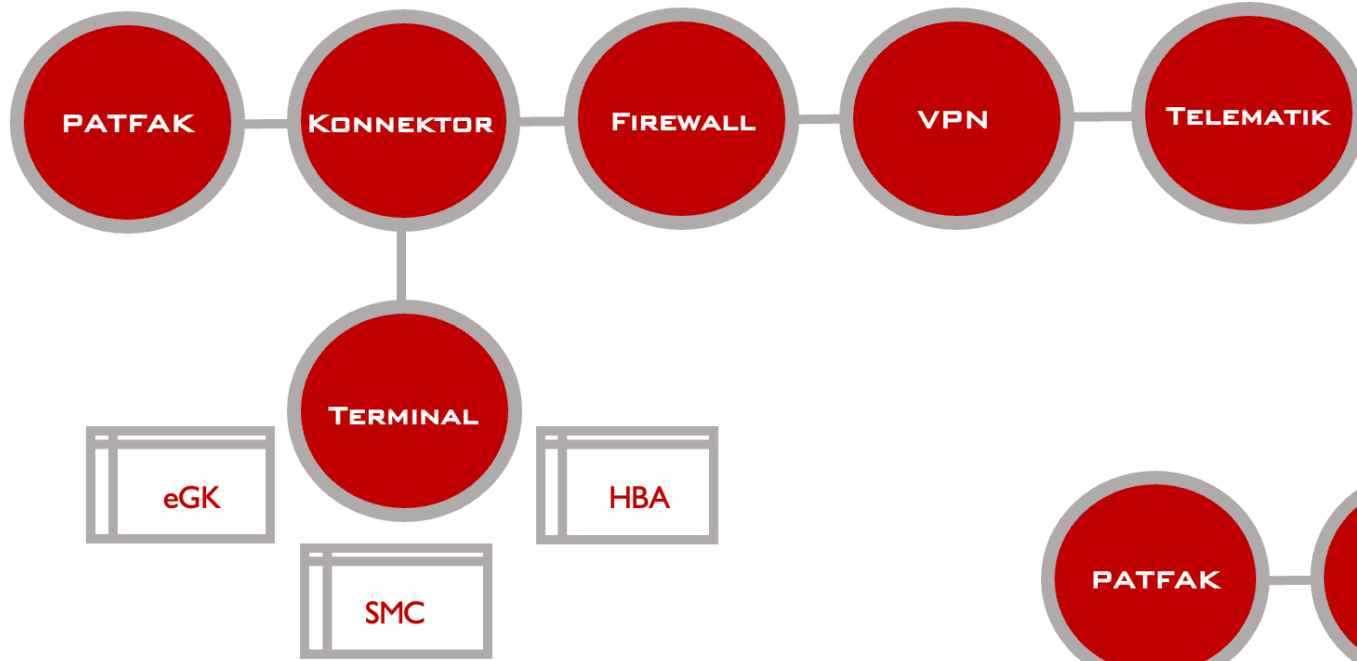 PATFAK
KONNEKTOR
FIREWALL
VPN
TELEMATIK
TERMINAL
eGK
HBA
SMC
PATFAK